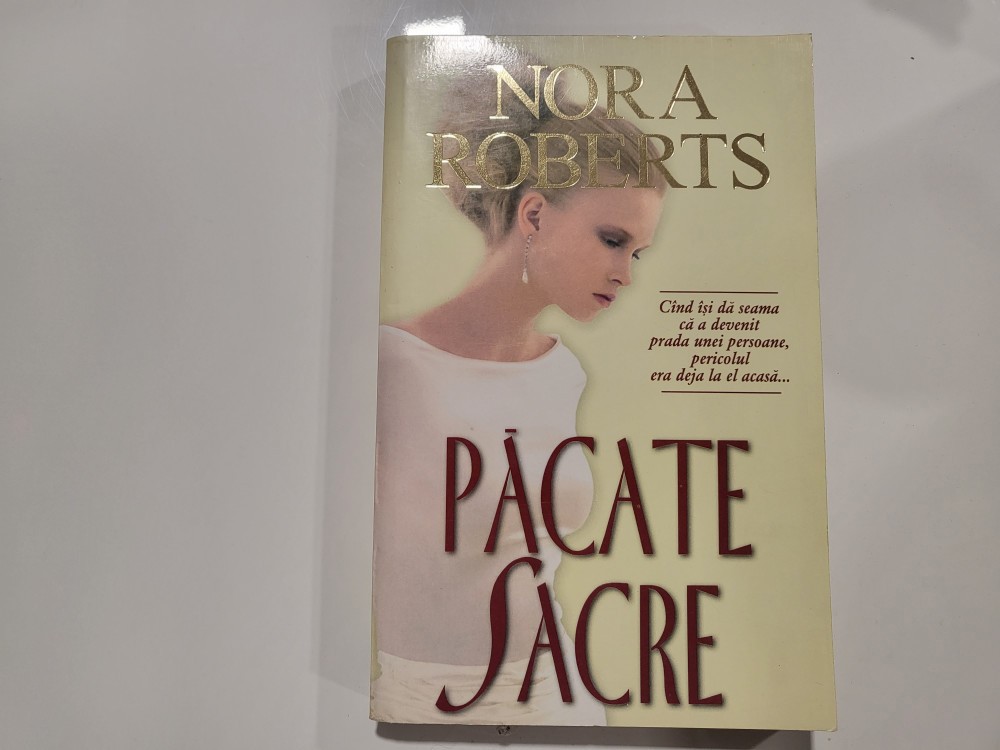 NORA
ROBERTS
Cînd își dă seama
că a devenit
prada unei persoane,
pericolul
era deja la el acasă...
PĂCATE
SACRE